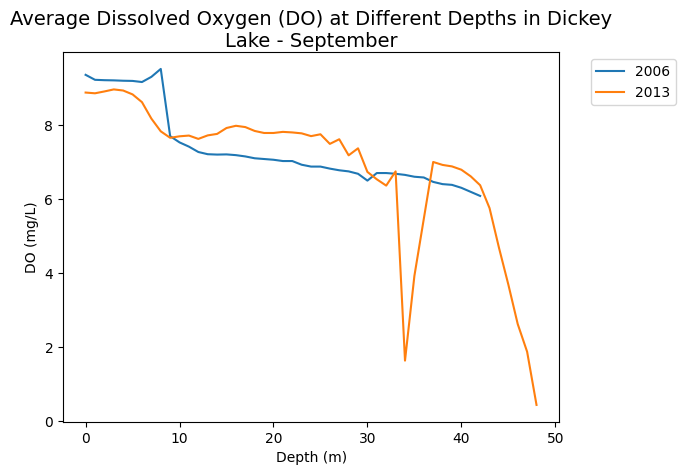 Average Dissolved Oxygen (DO) at Different Depths in Dickey
Lake - September
2006
2013
DO (mg/L)
8
6
4
2
0
0 10 20 30 40 50
Depth (m)